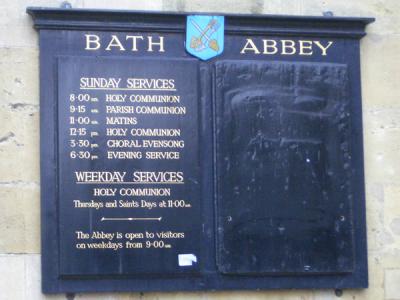 BATH ABBEY
SUNDAY SERVICES
8·00 am. HOLY COMMUNION
9·15 am. PARISH COMMUNION
11·00 am. MATINS
12·15 pm. HOLY COMMUNION
3·30 pm. CHORAL EVENSONG
6·30 pm. EVENING SERVICE
WEEKDAY SERVICES
HOLY COMMUNION
Thursdays and Saints Days at 11·00 am.
The Abbey is open to visitors
on weekdays from 9·00 am.